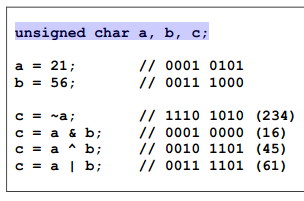 unsigned char a, b, c;
a = 21; // 0001 0101
b = 56; // 0011 1000
c = ~a; // 1110 1010 (234)
c = a & b; // 0001 0000 (16)
c = a ^ b; // 0010 1101 (45)
c = a | b; // 0011 1101 (61)